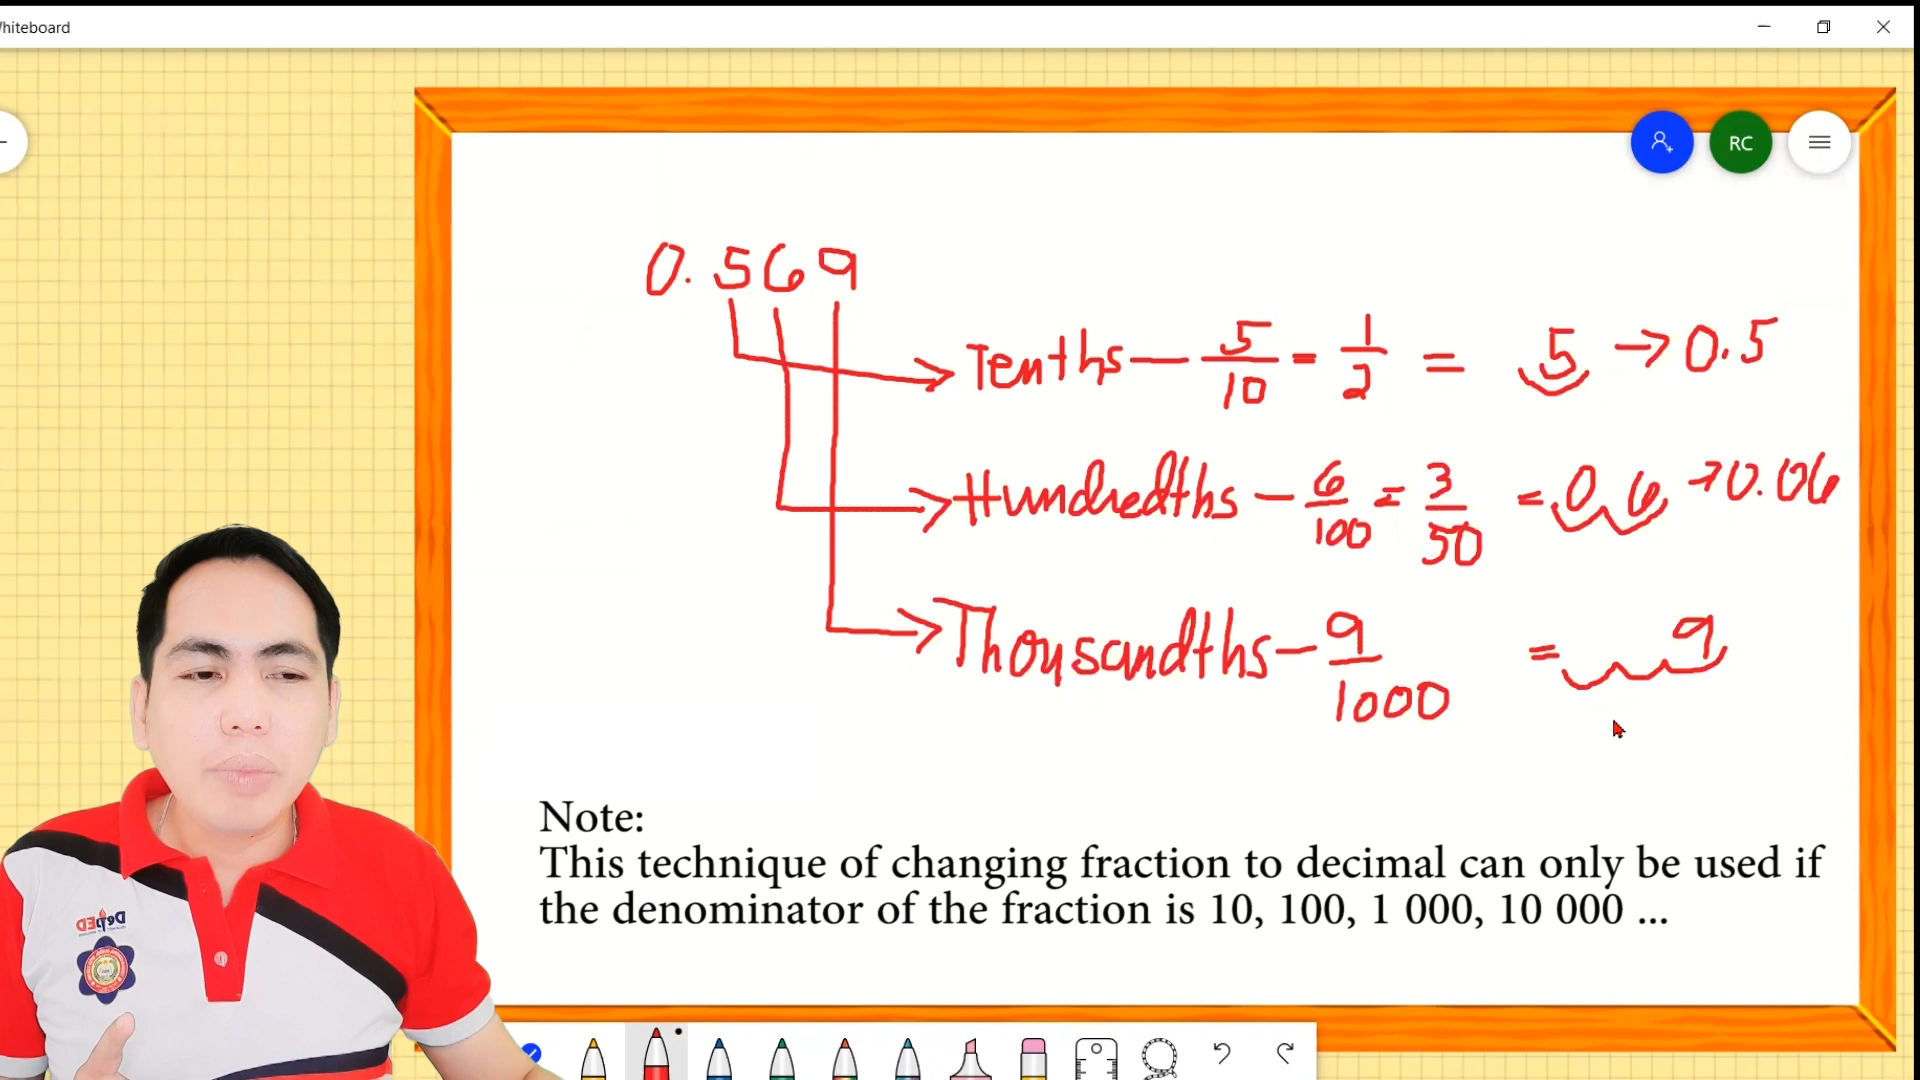 Whiteboard
RC
0.569
Tenths — 5/10 = 1/2 = 5 → 0.5
Hundredths — 6/100 = 3/50 = 0 6 → 0.06
Thousandths — 9/1000 = 9
Note:
This technique of changing fraction to decimal can only be used if
the denominator of the fraction is 10, 100, 1 000, 10 000 ...
DepED